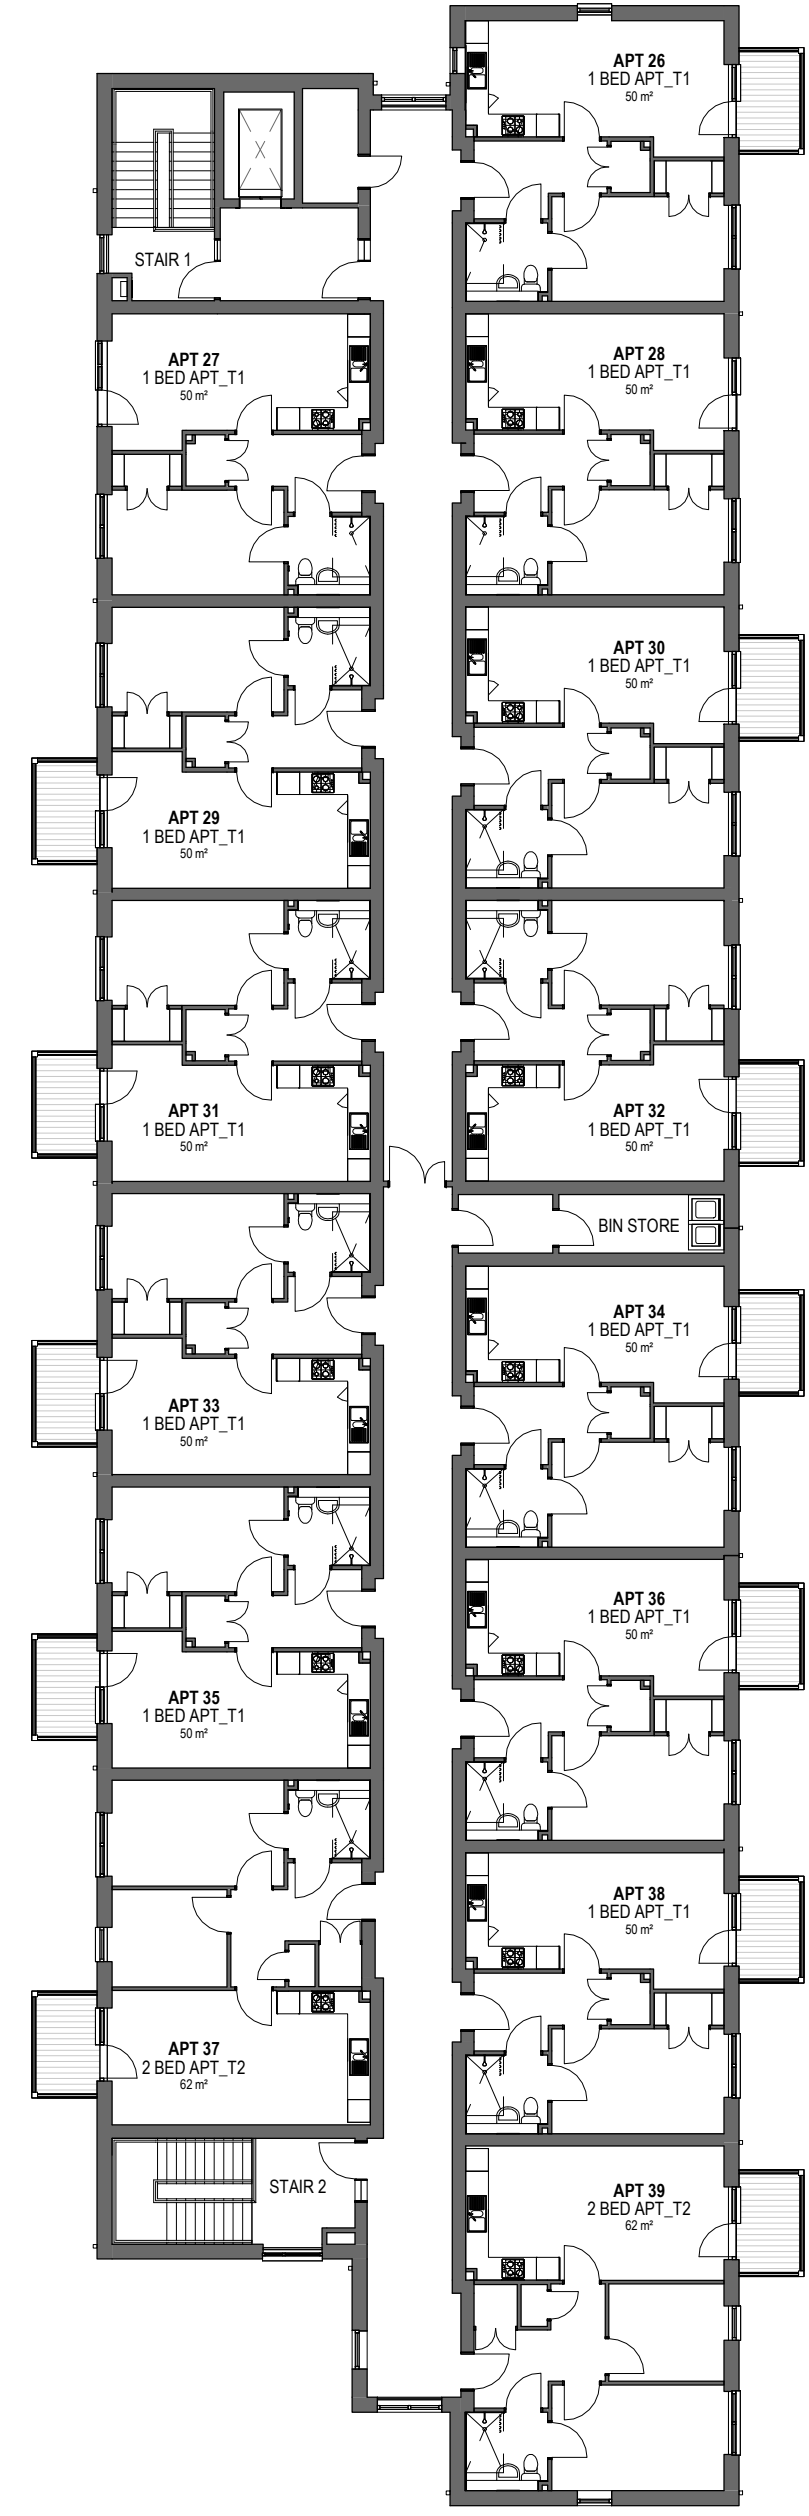 APT 26
1 BED APT_T1
50 m²
STAIR 1
APT 27
1 BED APT_T1
50 m²
APT 28
1 BED APT_T1
50 m²
APT 30
1 BED APT_T1
50 m²
APT 29
1 BED APT_T1
50 m²
APT 31
1 BED APT_T1
50 m²
APT 32
1 BED APT_T1
50 m²
BIN STORE
APT 34
1 BED APT_T1
50 m²
APT 33
1 BED APT_T1
50 m²
APT 36
1 BED APT_T1
50 m²
APT 35
1 BED APT_T1
50 m²
APT 38
1 BED APT_T1
50 m²
APT 37
2 BED APT_T2
62 m²
STAIR 2
APT 39
2 BED APT_T2
62 m²